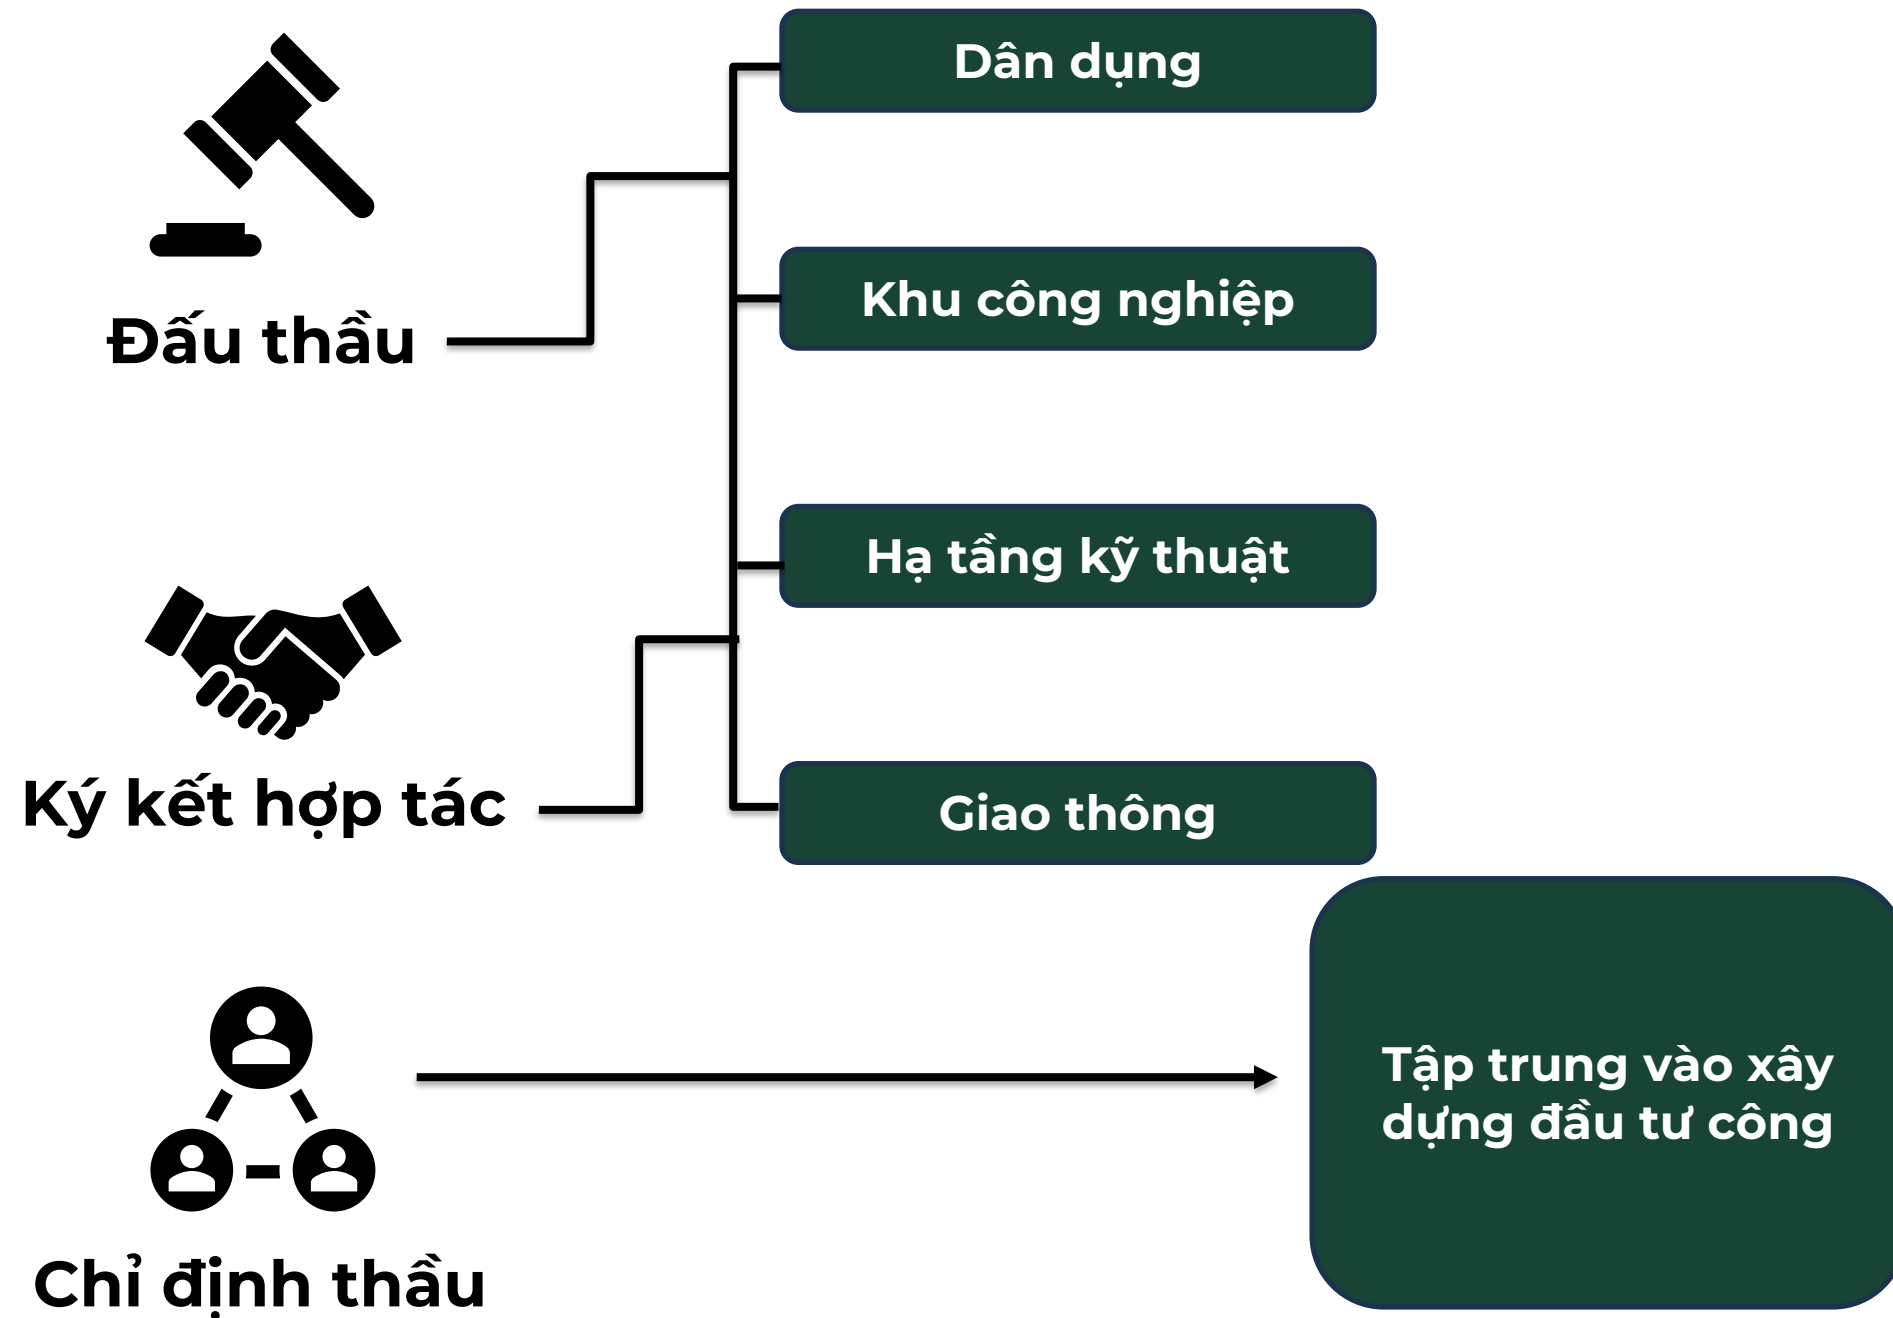 Dân dụng
Khu công nghiệp
Đấu thầu
Hạ tầng kỹ thuật
Ký kết hợp tác
Giao thông
Tập trung vào xây
dựng đầu tư công
Chỉ định thầu